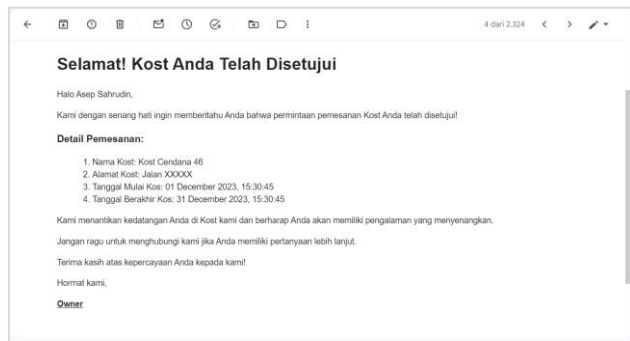 4 dari 2.324
Selamat! Kost Anda Telah Disetujui
Halo Asep Sahrudin,
Kami dengan senang hati ingin memberitahu Anda bahwa permintaan pemesanan Kost Anda telah disetujui!
Detail Pemesanan:
1. Nama Kost: Kost Cendana 46
2. Alamat Kost: Jalan XXXXX
3. Tanggal Mulai Kos: 01 December 2023, 15:30:45
4. Tanggal Berakhir Kos: 31 December 2023, 15:30:45
Kami menantikan kedatangan Anda di Kost kami dan berharap Anda akan memiliki pengalaman yang menyenangkan.
Jangan ragu untuk menghubungi kami jika Anda memiliki pertanyaan lebih lanjut.
Terima kasih atas kepercayaan Anda kepada kami!
Hormat kami,
Owner